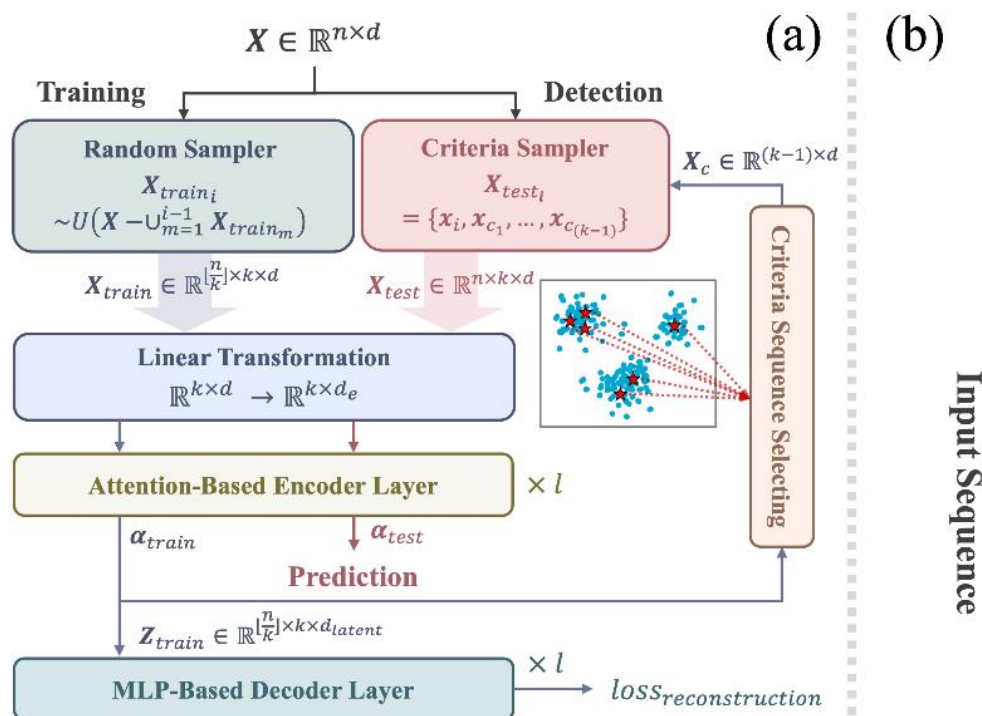 X ∈ ℝ^{n×d}
(a)
(b)
Training
Detection
Random Sampler
X_{train_i}
~U(X − ∪_{m=1}^{i−1} X_{train_m})
Criteria Sampler
X_{test_i}
= {x_i, x_{c_1}, … , x_{c_{(k−1)}}}
X_c ∈ ℝ^{(k−1)×d}
X_{train} ∈ ℝ^{⌊n/k⌋×k×d}
X_{test} ∈ ℝ^{n×k×d}
Linear Transformation
ℝ^{k×d} → ℝ^{k×d_e}
Criteria Sequence Selecting
Input Sequence
Attention-Based Encoder Layer
× l
α_{train}
α_{test}
Prediction
Z_{train} ∈ ℝ^{⌊n/k⌋×k×d_{latent}}
MLP-Based Decoder Layer
× l
loss_{reconstruction}